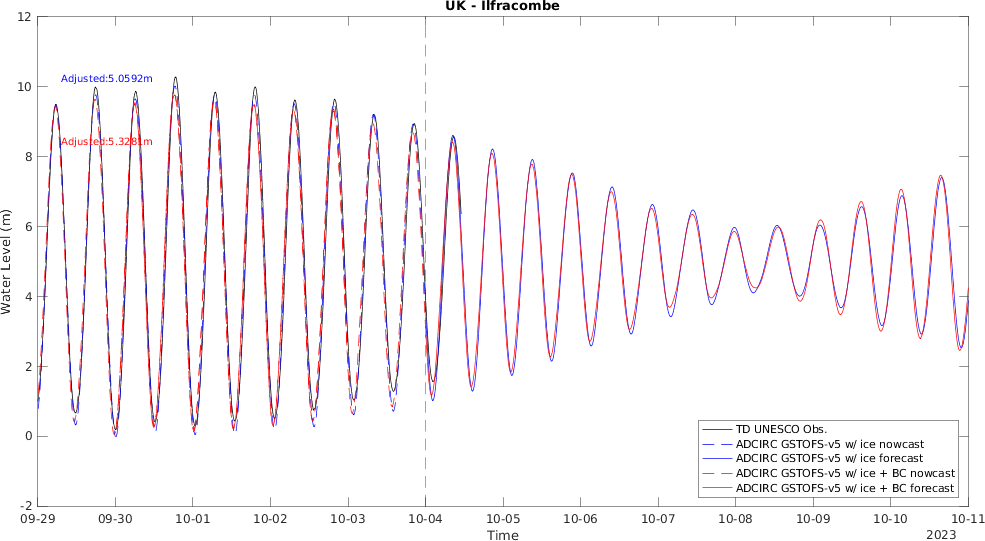 UK - Ilfracombe
12
10
8
6
4
2
0
-2
Water Level (m)
Adjusted:5.0592m
Adjusted:5.3281m
TD UNESCO Obs.
ADCIRC GSTOFS-v5 w/ ice nowcast
ADCIRC GSTOFS-v5 w/ ice forecast
ADCIRC GSTOFS-v5 w/ ice + BC nowcast
ADCIRC GSTOFS-v5 w/ ice + BC forecast
09-29 09-30 10-01 10-02 10-03 10-04 10-05 10-06 10-07 10-08 10-09 10-10 10-11
Time
2023